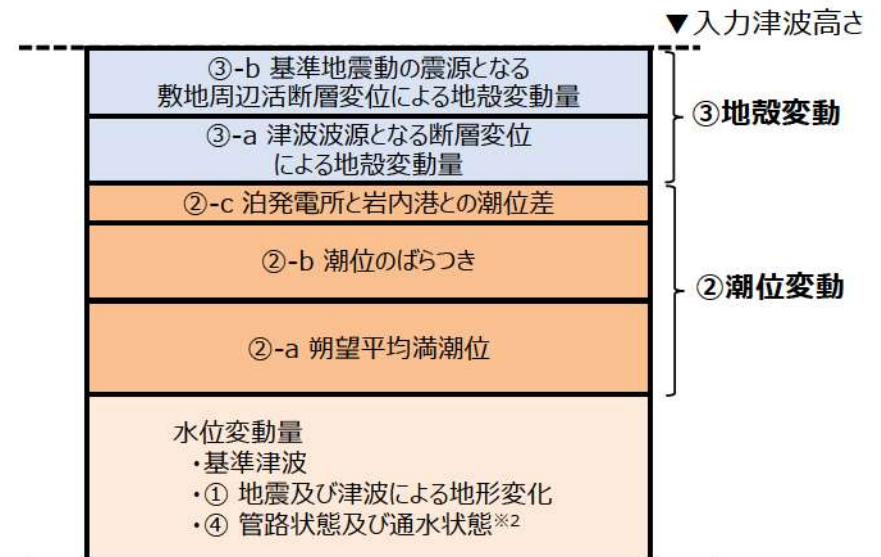 ▼入力津波高さ
③-b 基準地震動の震源となる
敷地周辺活断層変位による地殻変動量
③地殻変動
③-a 津波波源となる断層変位
による地殻変動量
②-c 泊発電所と岩内港との潮位差
②-b 潮位のばらつき
②潮位変動
②-a 朔望平均満潮位
水位変動量
・基準津波
・① 地震及び津波による地形変化
・④ 管路状態及び通水状態※2